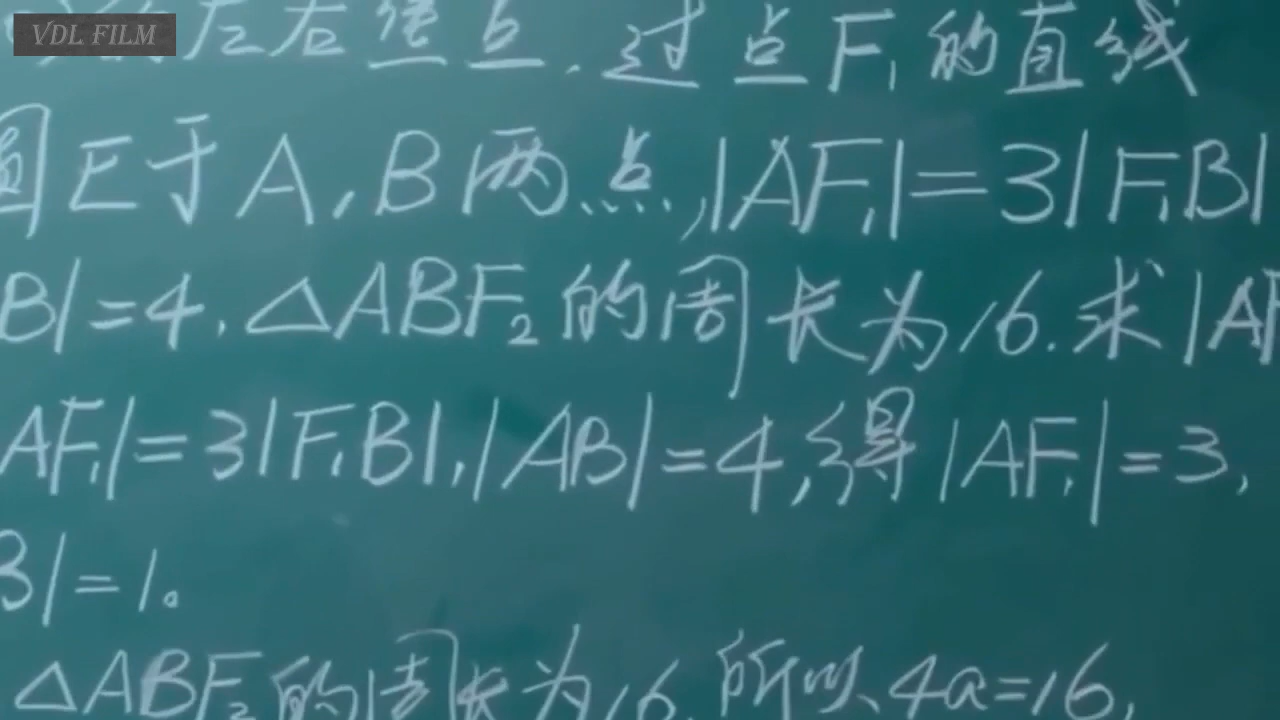 VDL FILM
左右焦点.过点F₁的直线
圆E于A,B两点,|AF₁|=3|F₁B|
B|=4.△ABF₂的周长为16.求|AF
AF₁|=3|F₁B|,|AB|=4,得|AF₁|=3,
B|=1。
△ABF₂的周长为16.所以4a=16,